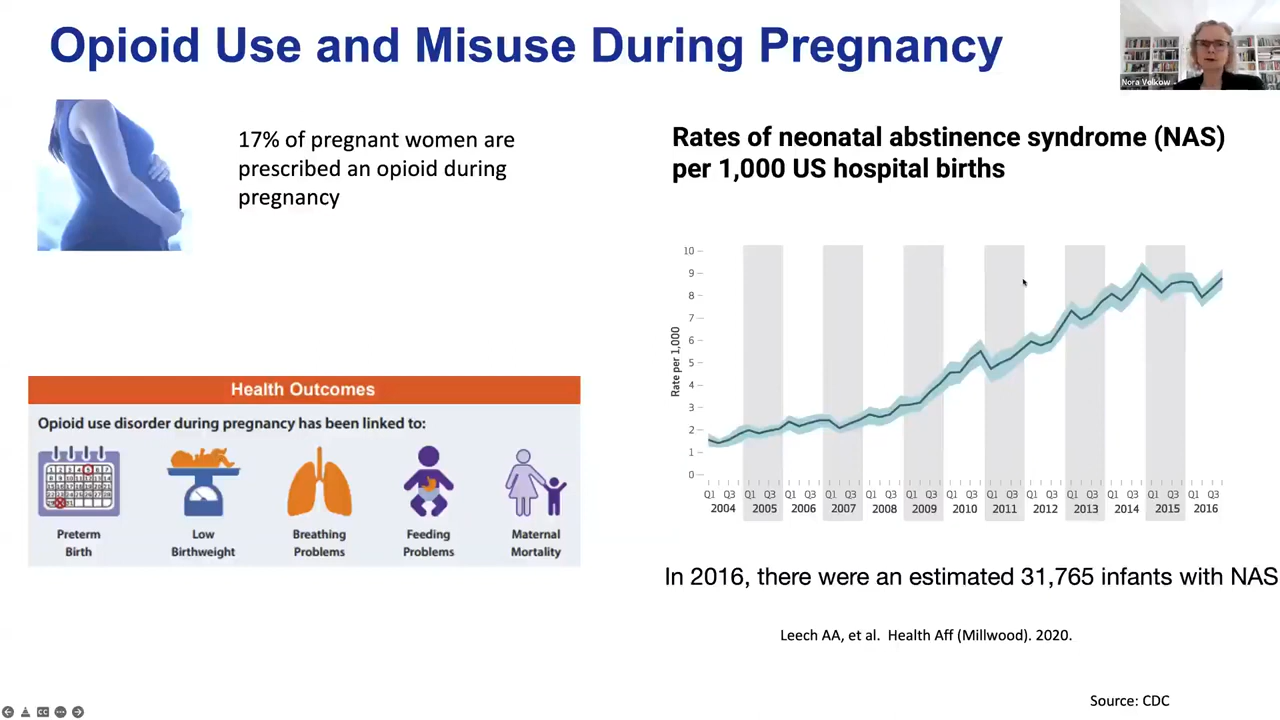 Opioid Use and Misuse During Pregnancy
Nora Volkow
17% of pregnant women are
prescribed an opioid during
pregnancy
Health Outcomes
Opioid use disorder during pregnancy has been linked to:
Preterm
Birth
Low
Birthweight
Breathing
Problems
Feeding
Problems
Maternal
Mortality
Rates of neonatal abstinence syndrome (NAS)
per 1,000 US hospital births
Rate per 1,000
10
9
8
7
6
5
4
3
2
1
0
Q1 Q3 Q1 Q3 Q1 Q3 Q1 Q3 Q1 Q3 Q1 Q3 Q1 Q3 Q1 Q3 Q1 Q3 Q1 Q3 Q1 Q3 Q1 Q3 Q1 Q3
2004 2005 2006 2007 2008 2009 2010 2011 2012 2013 2014 2015 2016
In 2016, there were an estimated 31,765 infants with NAS
Leech AA, et al. Health Aff (Millwood). 2020.
Source: CDC
CC